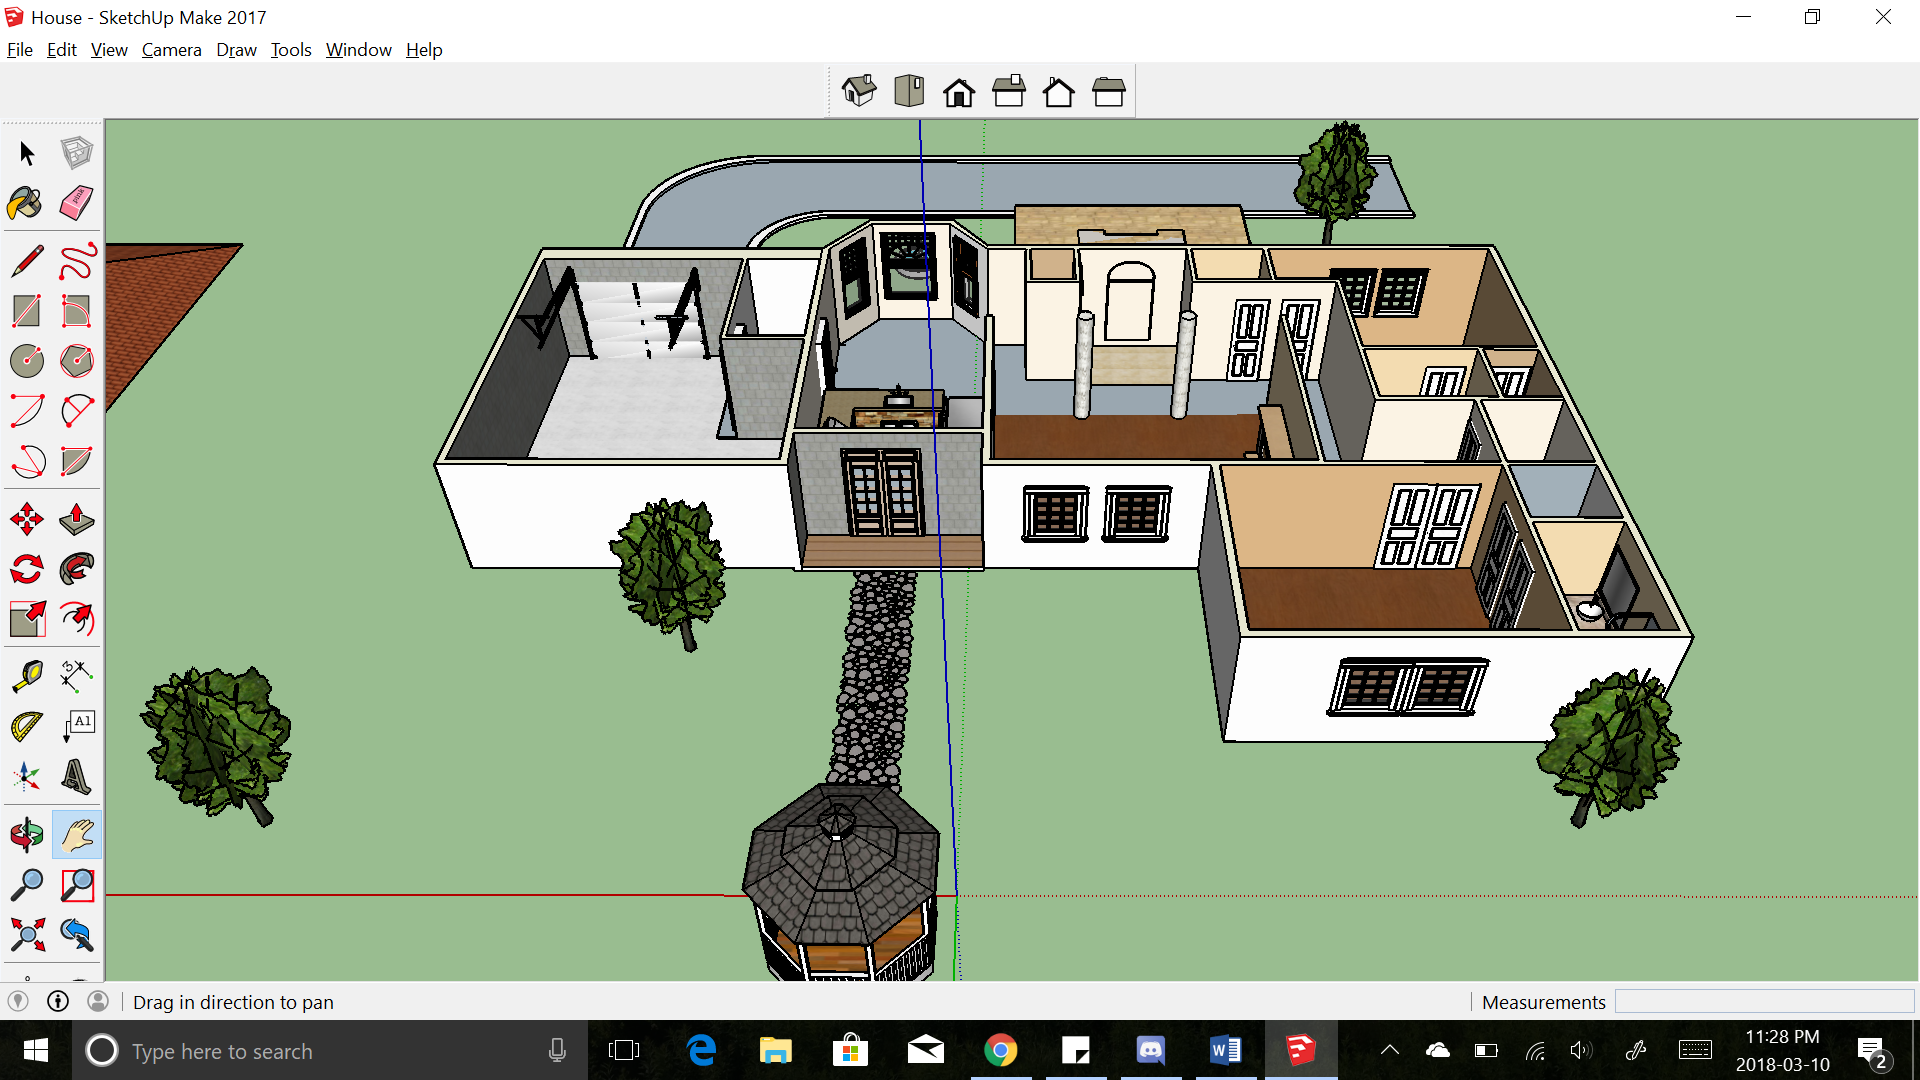 House - SketchUp Make 2017
File Edit View Camera Draw Tools Window Help
A1
Drag in direction to pan
Measurements
Type here to search
11:28 PM
2018-03-10
2